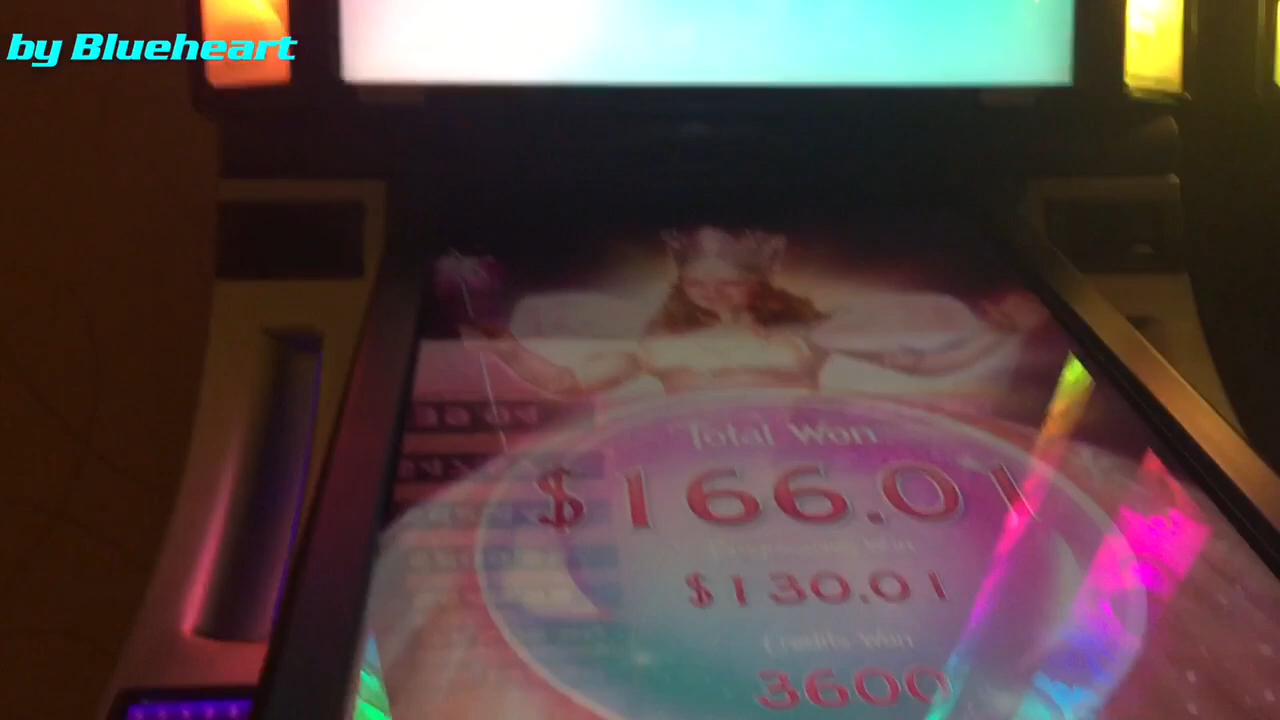 by Blueheart
Total Won
$166.01
Progressive Win
$130.01
Credits Won
3600